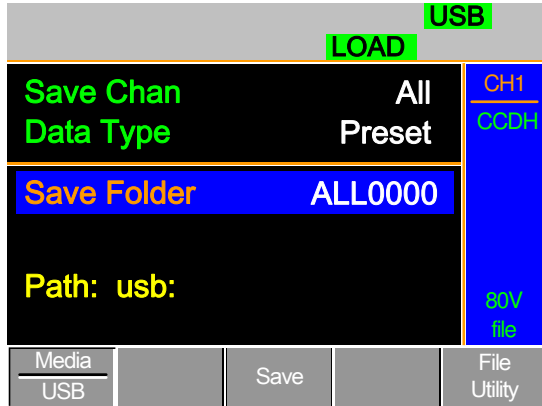 USB
LOAD
Save Chan All
Data Type Preset
Save Folder ALL0000
Path: usb:
CH1
CCDH
80V
file
Media
USB
Save
File
Utility